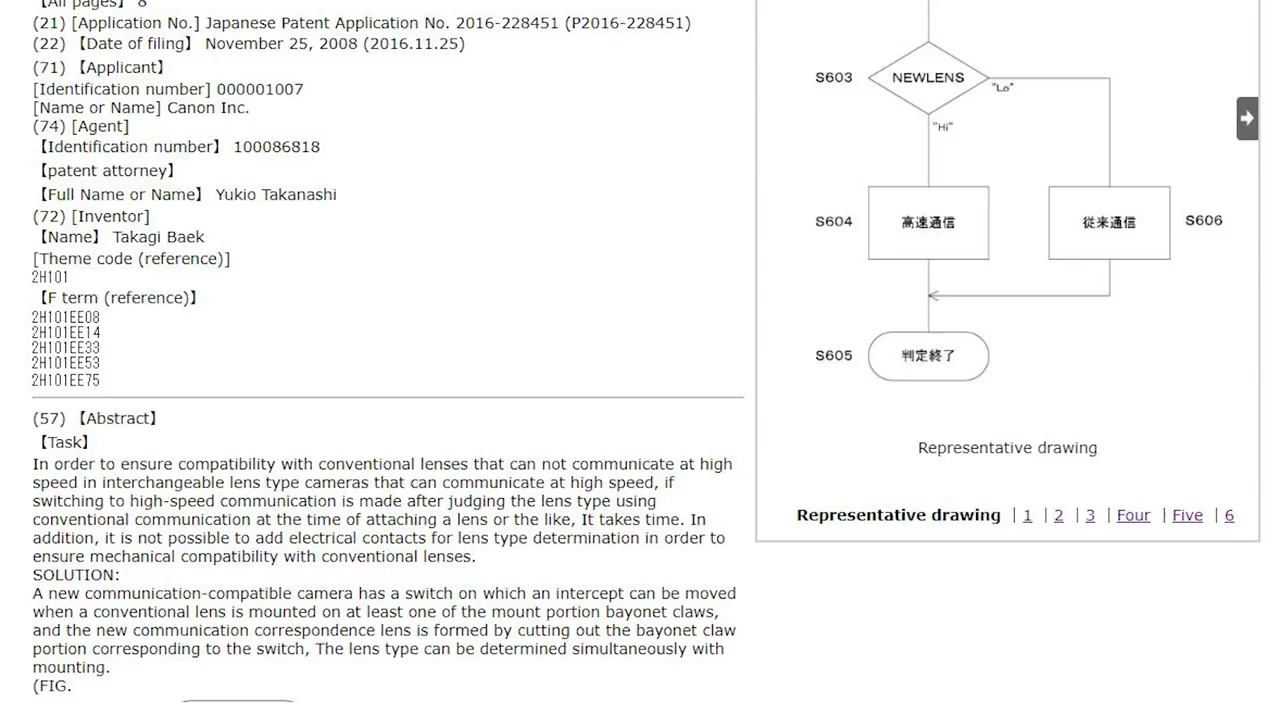 (21) [Application No.] Japanese Patent Application No. 2016-228451 (P2016-228451)
(22) 【Date of filing】 November 25, 2008 (2016.11.25)
(71) 【Applicant】
[Identification number] 000001007
[Name or Name] Canon Inc.
(74) [Agent]
【Identification number】 100086818
【patent attorney】
【Full Name or Name】 Yukio Takanashi
(72) [Inventor]
【Name】 Takagi Baek
[Theme code (reference)]
2H101
【F term (reference)】
2H101EE08
2H101EE14
2H101EE33
2H101EE53
2H101EE75
(57) 【Abstract】
【Task】
In order to ensure compatibility with conventional lenses that can not communicate at high
speed in interchangeable lens type cameras that can communicate at high speed, if
switching to high-speed communication is made after judging the lens type using
conventional communication at the time of attaching a lens or the like, It takes time. In
addition, it is not possible to add electrical contacts for lens type determination in order to
ensure mechanical compatibility with conventional lenses.
SOLUTION:
A new communication-compatible camera has a switch on which an intercept can be moved
when a conventional lens is mounted on at least one of the mount portion bayonet claws,
and the new communication correspondence lens is formed by cutting out the bayonet claw
portion corresponding to the switch, The lens type can be determined simultaneously with
mounting.
(FIG.
S603
NEWLENS
"Lo"
"Hi"
S604
高速通信
従来通信
S606
S605
判定終了
Representative drawing
Representative drawing | 1 | 2 | 3 | Four | Five | 6